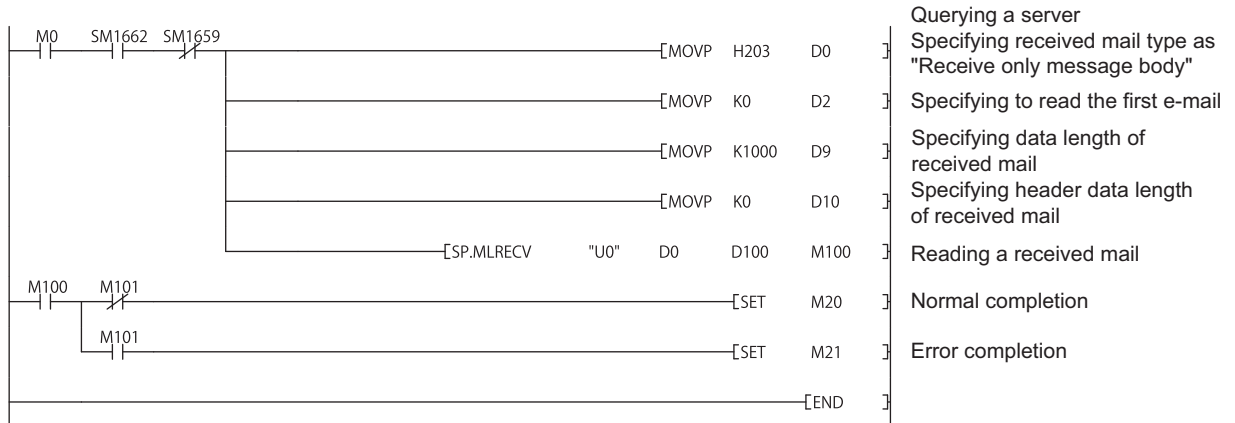 Querying a server
M0 SM1662 SM1659 MOVP H203 D0 Specifying received mail type as
"Receive only message body"
MOVP K0 D2 Specifying to read the first e-mail
MOVP K1000 D9 Specifying data length of
received mail
MOVP K0 D10 Specifying header data length
of received mail
SP.MLRECV "U0" D0 D100 M100 Reading a received mail
M100 M101 SET M20 Normal completion
M101 SET M21 Error completion
END